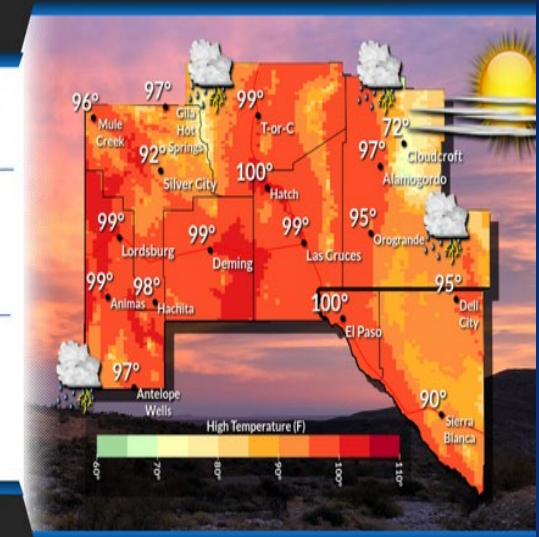 96°
Mule
Creek
97°
Gila
Hot
Springs
99°
T-or-C
72°
Cloudcroft
97°
Alamogordo
92°
Silver City
100°
Hatch
99°
Lordsburg
99°
Deming
99°
Las Cruces
95°
Orogrande
99°
Animas
98°
Hachita
100°
El Paso
95°
Dell
City
97°
Antelope
Wells
90°
Sierra
Blanca
High Temperature (F)
60° 70° 80° 90° 100° 110°